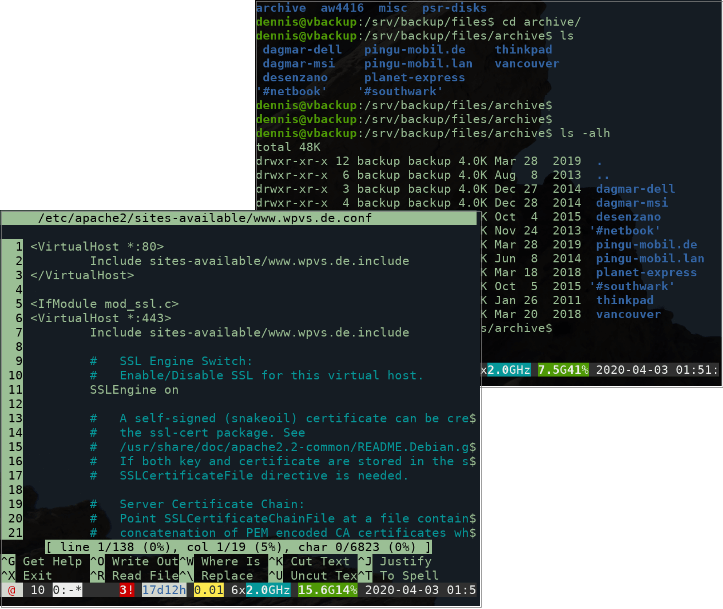 archive  aw4416  misc  psr-disks
dennis@vbackup:/srv/backup/files$ cd archive/
dennis@vbackup:/srv/backup/files/archive$ ls
dagmar-dell   pingu-mobil.de    thinkpad
dagmar-msi    pingu-mobil.lan   vancouver
desenzano     planet-express
'#netbook'    '#southwark'
dennis@vbackup:/srv/backup/files/archive$
dennis@vbackup:/srv/backup/files/archive$
dennis@vbackup:/srv/backup/files/archive$ ls -alh
total 48K
drwxr-xr-x 12 backup backup 4.0K Mar 28  2019  .
drwxr-xr-x  6 backup backup 4.0K Aug  8  2013  ..
drwxr-xr-x  3 backup backup 4.0K Dec 27  2014  dagmar-dell
drwxr-xr-x  4 backup backup 4.0K Dec 28  2014  dagmar-msi
K Oct  4  2015  desenzano
K Nov 24  2013 '#netbook'
K Mar 28  2019  pingu-mobil.de
K Jun  8  2014  pingu-mobil.lan
K Mar 18  2018  planet-express
K Oct  5  2015 '#southwark'
K Jan 26  2011  thinkpad
K Mar 20  2018  vancouver
s/archive$
x2.0GHz 7.5G41% 2020-04-03 01:51:
/etc/apache2/sites-available/www.wpvs.de.conf
1 <VirtualHost *:80>
2         Include sites-available/www.wpvs.de.include
3 </VirtualHost>
4
5 <IfModule mod_ssl.c>
6 <VirtualHost *:443>
7         Include sites-available/www.wpvs.de.include
8
9         #   SSL Engine Switch:
10         #   Enable/Disable SSL for this virtual host.
11         SSLEngine on
12
13         #   A self-signed (snakeoil) certificate can be cre$
14         #   the ssl-cert package. See
15         #   /usr/share/doc/apache2.2-common/README.Debian.g$
16         #   If both key and certificate are stored in the s$
17         #   SSLCertificateFile directive is needed.
18
19         #   Server Certificate Chain:
20         #   Point SSLCertificateChainFile at a file contain$
21         #   concatenation of PEM encoded CA certificates wh$
[ line 1/138 (0%), col 1/19 (5%), char 0/6823 (0%) ]
^G Get Help ^O Write Out ^W Where Is ^K Cut Text ^J Justify
^X Exit ^R Read File ^\ Replace ^U Uncut Tex ^T To Spell
@  10 0:-* 3! 17d12h 0.01 6x2.0GHz 15.6G14% 2020-04-03 01:5